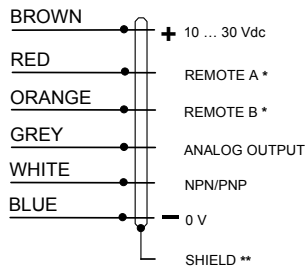 BROWN + 10 … 30 Vdc
RED REMOTE A *
ORANGE REMOTE B *
GREY ANALOG OUTPUT
WHITE NPN/PNP
BLUE – 0 V
SHIELD **